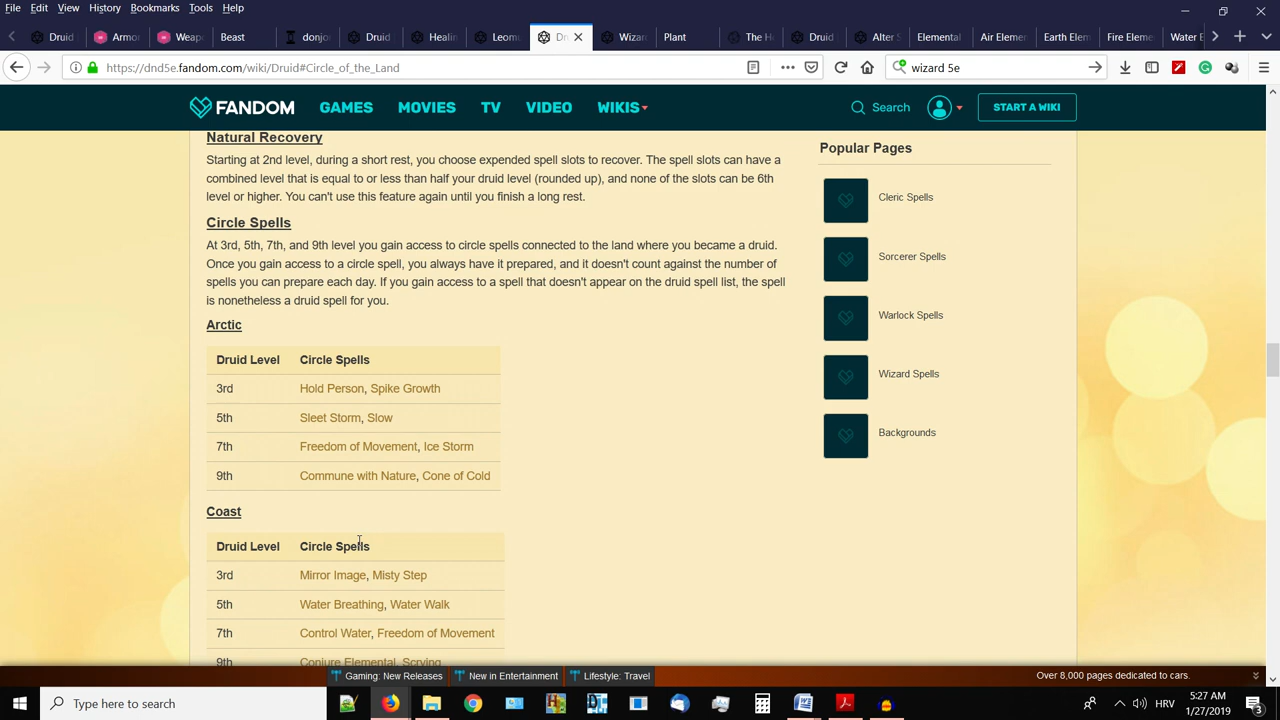 File Edit View History Bookmarks Tools Help
Druid Armor Weap Beast donjo Druid Healin Leomu Dr Wizar Plant The H Druid Alter S Elemental Air Elem Earth Elem Fire Eleme Water E
https://dnd5e.fandom.com/wiki/Druid#Circle_of_the_Land
wizard 5e
FANDOM GAMES MOVIES TV VIDEO WIKIS Search START A WIKI
Natural Recovery
Starting at 2nd level, during a short rest, you choose expended spell slots to recover. The spell slots can have a
combined level that is equal to or less than half your druid level (rounded up), and none of the slots can be 6th
level or higher. You can't use this feature again until you finish a long rest.
Circle Spells
At 3rd, 5th, 7th, and 9th level you gain access to circle spells connected to the land where you became a druid.
Once you gain access to a circle spell, you always have it prepared, and it doesn't count against the number of
spells you can prepare each day. If you gain access to a spell that doesn't appear on the druid spell list, the spell
is nonetheless a druid spell for you.
Arctic
Druid Level Circle Spells
3rd Hold Person, Spike Growth
5th Sleet Storm, Slow
7th Freedom of Movement, Ice Storm
9th Commune with Nature, Cone of Cold
Coast
Druid Level Circle Spells
3rd Mirror Image, Misty Step
5th Water Breathing, Water Walk
7th Control Water, Freedom of Movement
9th Conjure Elemental, Scrying
Popular Pages
Cleric Spells
Sorcerer Spells
Warlock Spells
Wizard Spells
Backgrounds
Gaming: New Releases New in Entertainment Lifestyle: Travel Over 8,000 pages dedicated to cars.
Type here to search
HRV
5:27 AM
1/27/2019
3